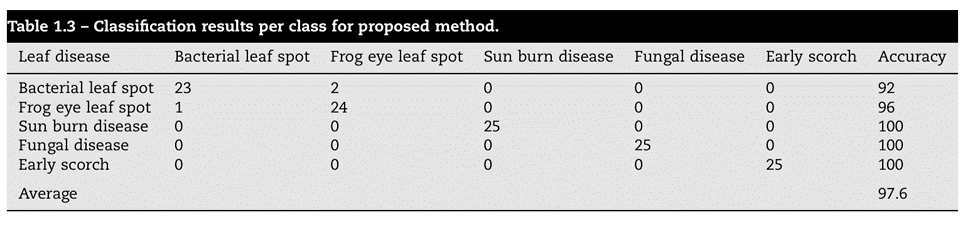 Table 1.3 – Classification results per class for proposed method.
Leaf disease Bacterial leaf spot Frog eye leaf spot Sun burn disease Fungal disease Early scorch Accuracy
Bacterial leaf spot 23 2 0 0 0 92
Frog eye leaf spot 1 24 0 0 0 96
Sun burn disease 0 0 25 0 0 100
Fungal disease 0 0 0 25 0 100
Early scorch 0 0 0 0 25 100
Average 97.6